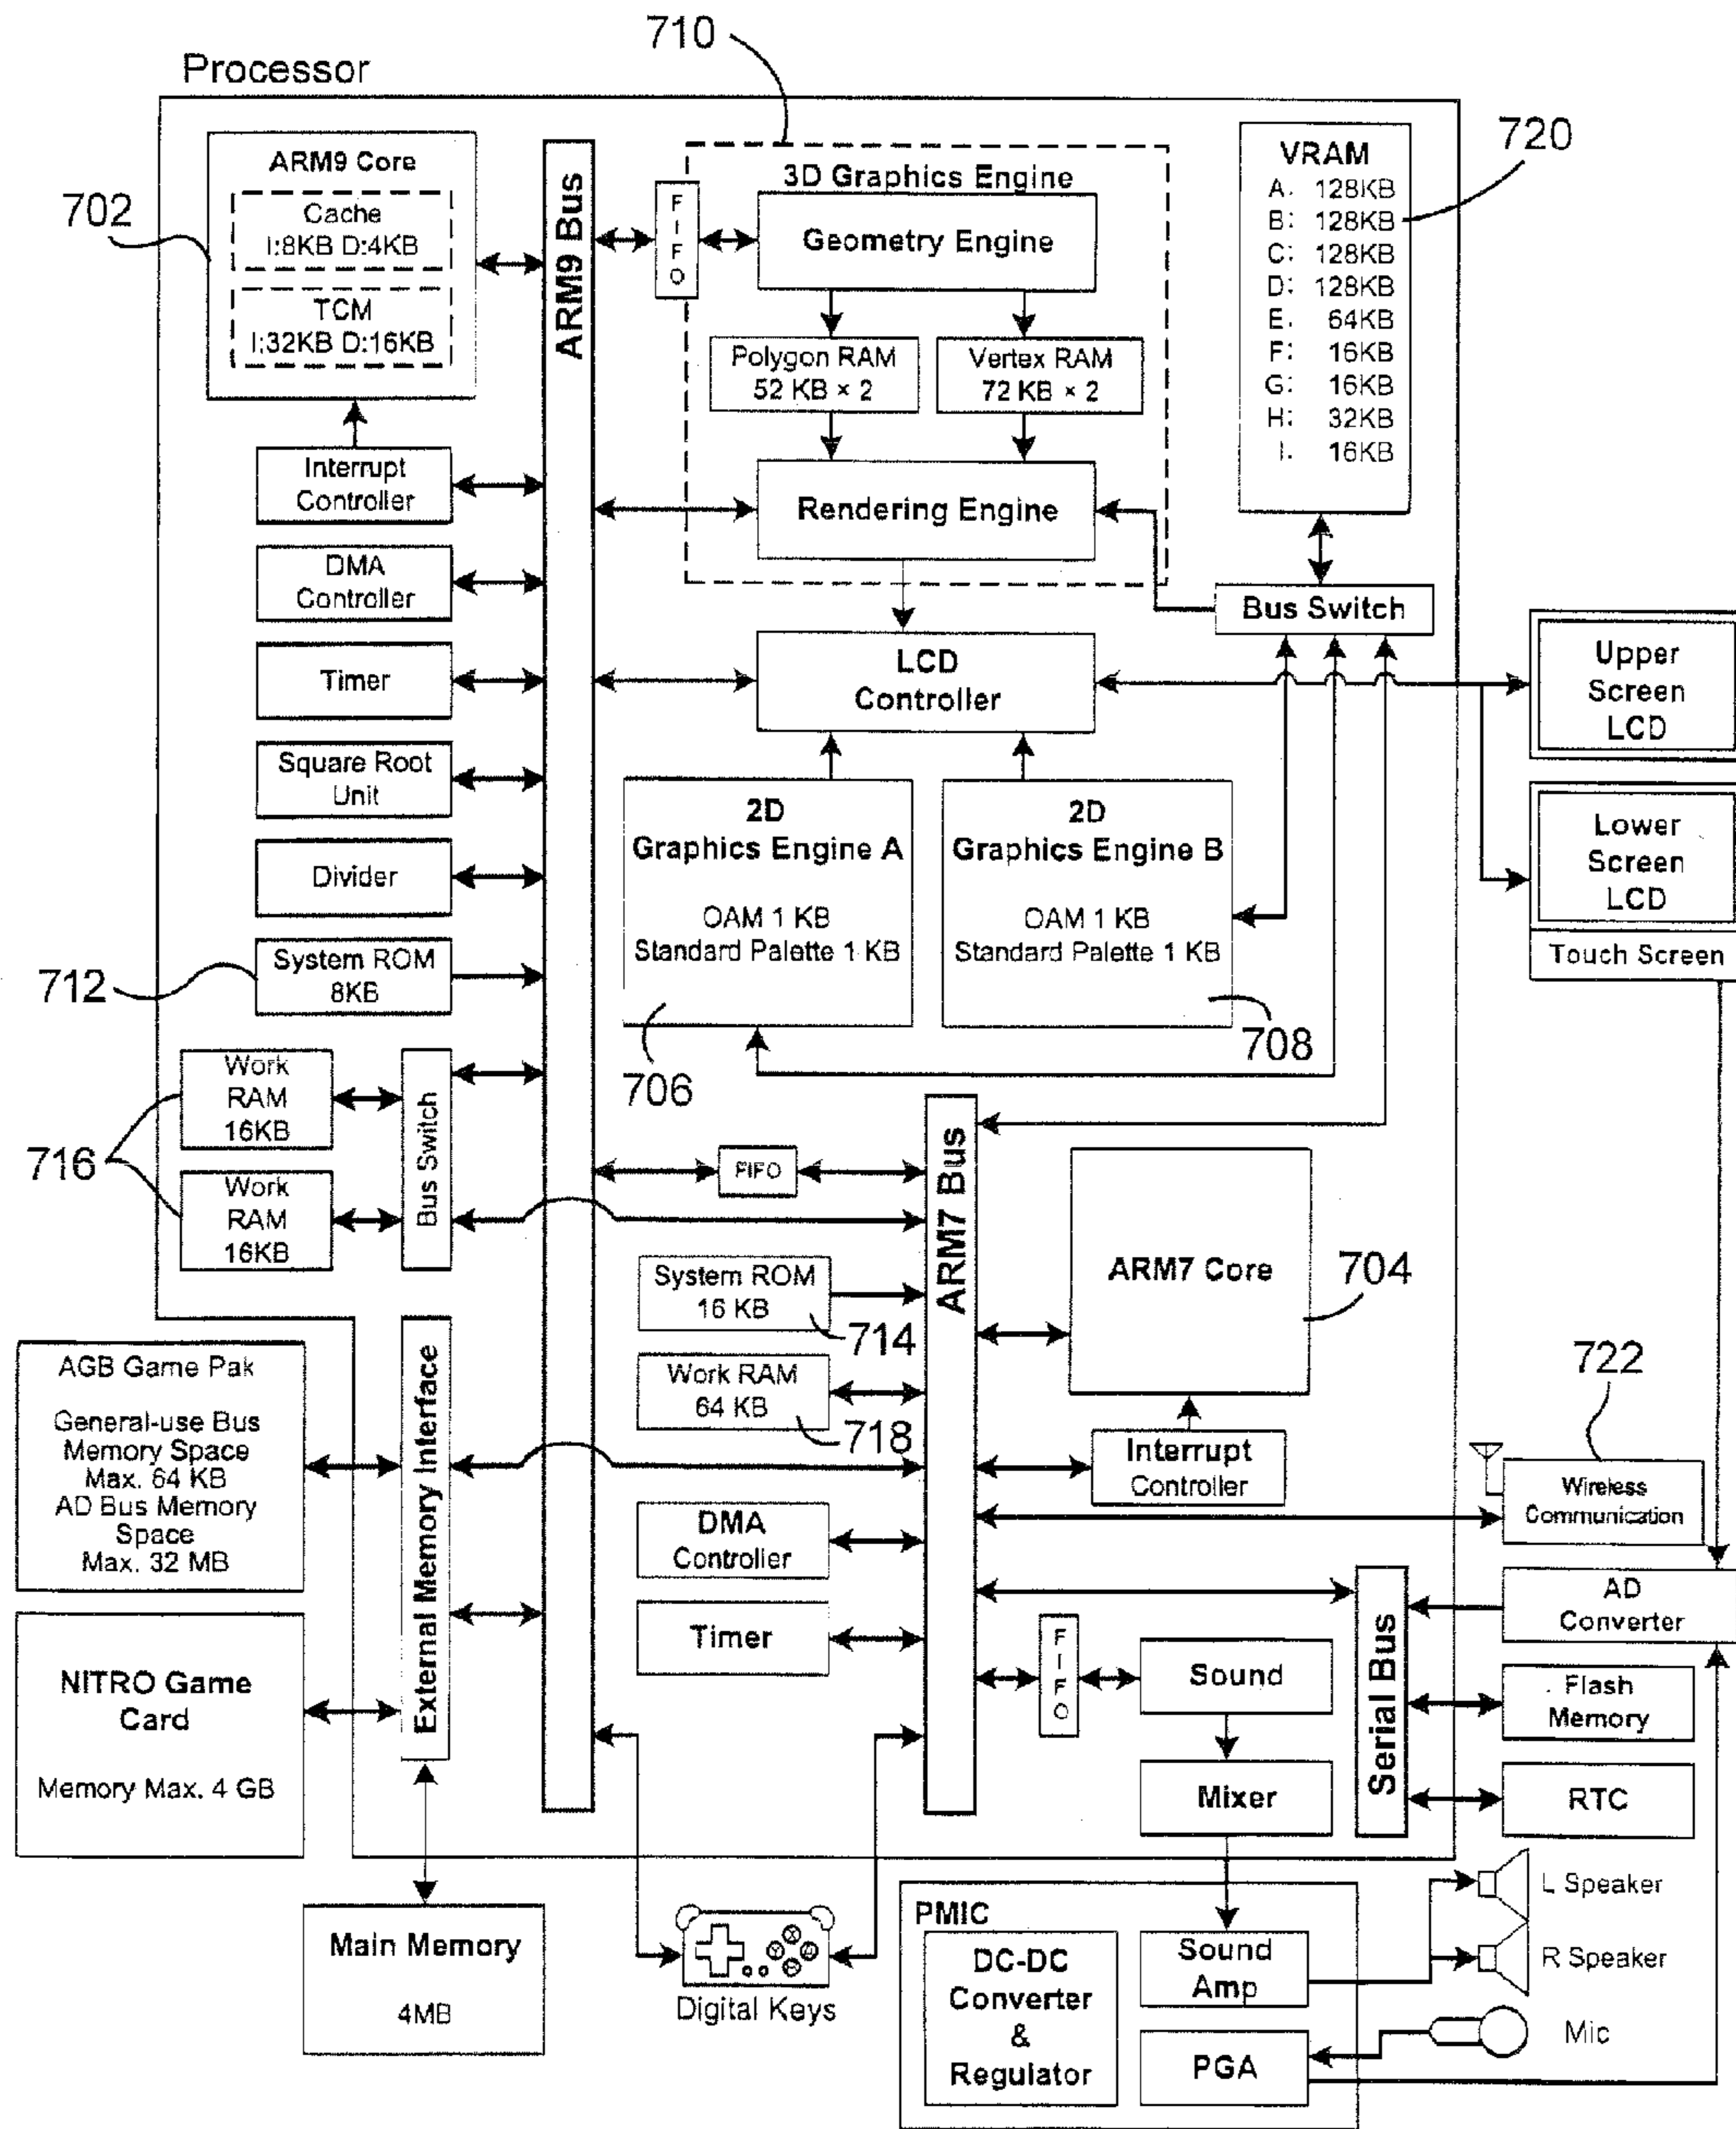 710
Processor
ARM9 Core
Cache
I:8KB D:4KB
TCM
I:32KB D:16KB
702
ARM9 Bus
FIFO
3D Graphics Engine
Geometry Engine
Polygon RAM
52 KB × 2
Vertex RAM
72 KB × 2
Rendering Engine
VRAM
A: 128KB
B: 128KB
C: 128KB
D: 128KB
E. 64KB
F: 16KB
G: 16KB
H: 32KB
I. 16KB
720
Bus Switch
Interrupt
Controller
DMA
Controller
Timer
Square Root
Unit
Divider
System ROM
8KB
712
LCD
Controller
Upper
Screen
LCD
Lower
Screen
LCD
Touch Screen
2D
Graphics Engine A
OAM 1 KB
Standard Palette 1 KB
706
2D
Graphics Engine B
OAM 1 KB
Standard Palette 1 KB
708
Work
RAM
16KB
Work
RAM
16KB
716
Bus Switch
FIFO
ARM7 Bus
ARM7 Core
704
System ROM
16 KB
714
Work RAM
64 KB
718
Interrupt
Controller
722
Wireless
Communication
AGB Game Pak
General-use Bus
Memory Space
Max. 64 KB
AD Bus Memory
Space
Max. 32 MB
External Memory Interface
DMA
Controller
Timer
NITRO Game
Card
Memory Max. 4 GB
FIFO
Sound
Mixer
Serial Bus
AD
Converter
Flash
Memory
RTC
Main Memory
4MB
Digital Keys
PMIC
DC-DC
Converter
&
Regulator
Sound
Amp
PGA
L Speaker
R Speaker
Mic